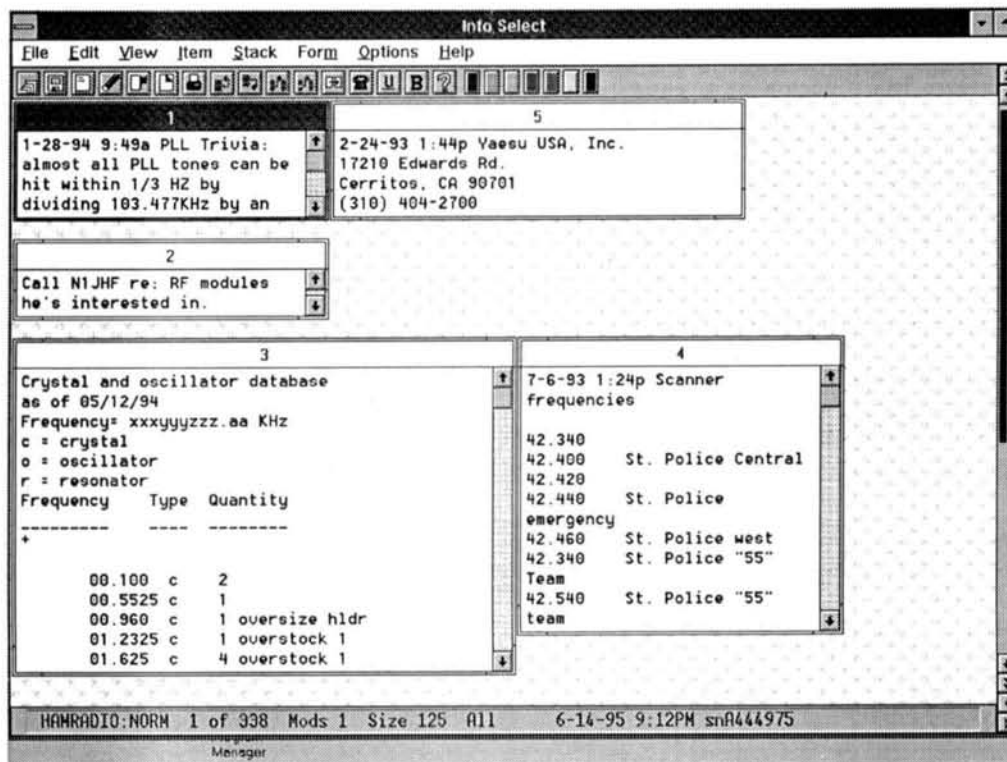 Info Select
File Edit View Item Stack Form Options Help
U B ?
1
1-28-94 9:49a PLL Trivia:
almost all PLL tones can be
hit within 1/3 HZ by
dividing 103.477KHz by an
5
2-24-93 1:44p Yaesu USA, Inc.
17210 Edwards Rd.
Cerritos, CA 90701
(310) 404-2700
2
Call N1JHF re: RF modules
he's interested in.
3
Crystal and oscillator database
as of 05/12/94
Frequency= xxxyyyzzz.aa KHz
c = crystal
o = oscillator
r = resonator
Frequency Type Quantity
--------- ---- --------
+
00.100 c 2
00.5525 c 1
00.960 c 1 oversize hldr
01.2325 c 1 overstock 1
01.625 c 4 overstock 1
4
7-6-93 1:24p Scanner
frequencies
42.340
42.400 St. Police Central
42.420
42.440 St. Police
emergency
42.460 St. Police west
42.340 St. Police "55"
Team
42.540 St. Police "55"
team
HAMRADIO:NORM 1 of 338 Mods 1 Size 125 All 6-14-95 9:12PM snA444975
Manager